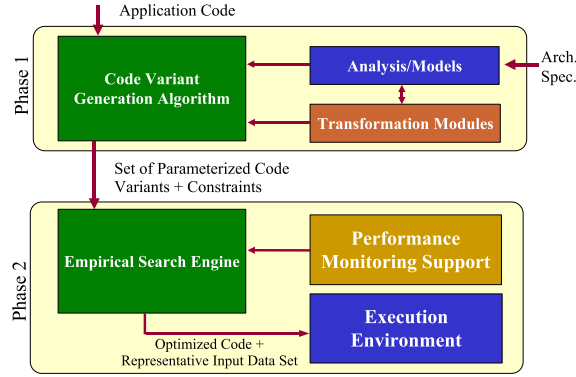 Application Code
Phase 1
Code Variant
Generation Algorithm
Analysis/Models
Transformation Modules
Arch.
Spec.
Set of Parameterized Code
Variants + Constraints
Phase 2
Empirical Search Engine
Performance
Monitoring Support
Execution
Environment
Optimized Code +
Representative Input Data Set